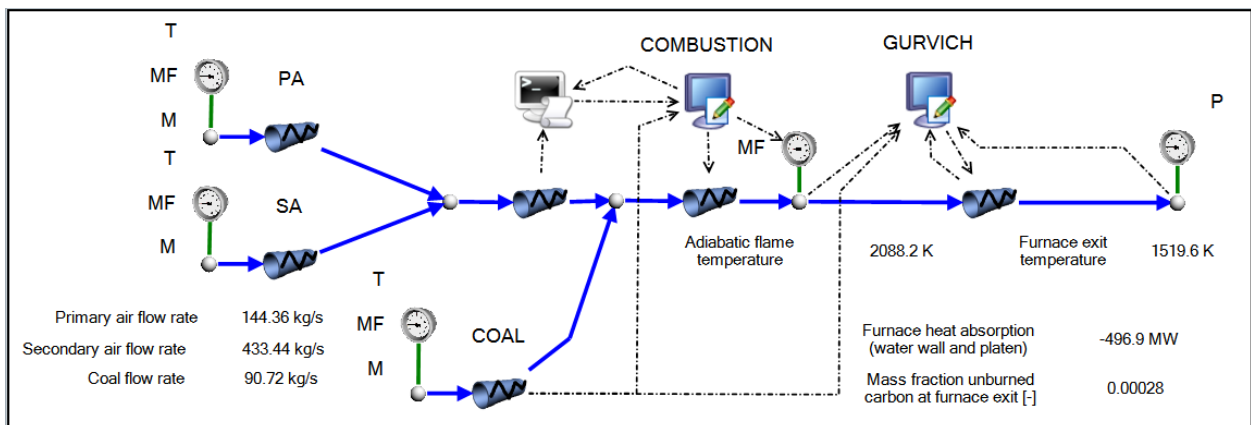 T
COMBUSTION
GURVICH
MF
PA
>_
P
M
T
MF
MF
SA
M
Adiabatic flame
temperature
2088.2 K
Furnace exit
temperature
1519.6 K
T
Primary air flow rate 144.36 kg/s
MF
COAL
Furnace heat absorption
(water wall and platen)
-496.9 MW
Secondary air flow rate 433.44 kg/s
M
Coal flow rate 90.72 kg/s
Mass fraction unburned
carbon at furnace exit [-]
0.00028